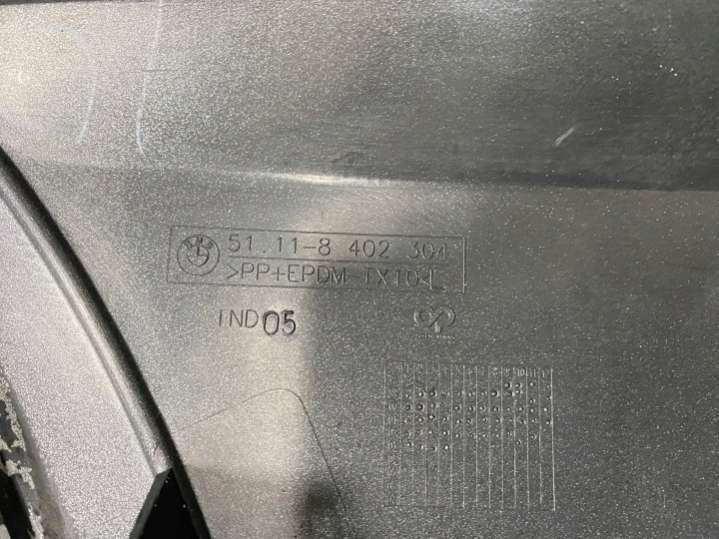 51.11-8 402 304
>PP+EPDM-TX10<
IND05